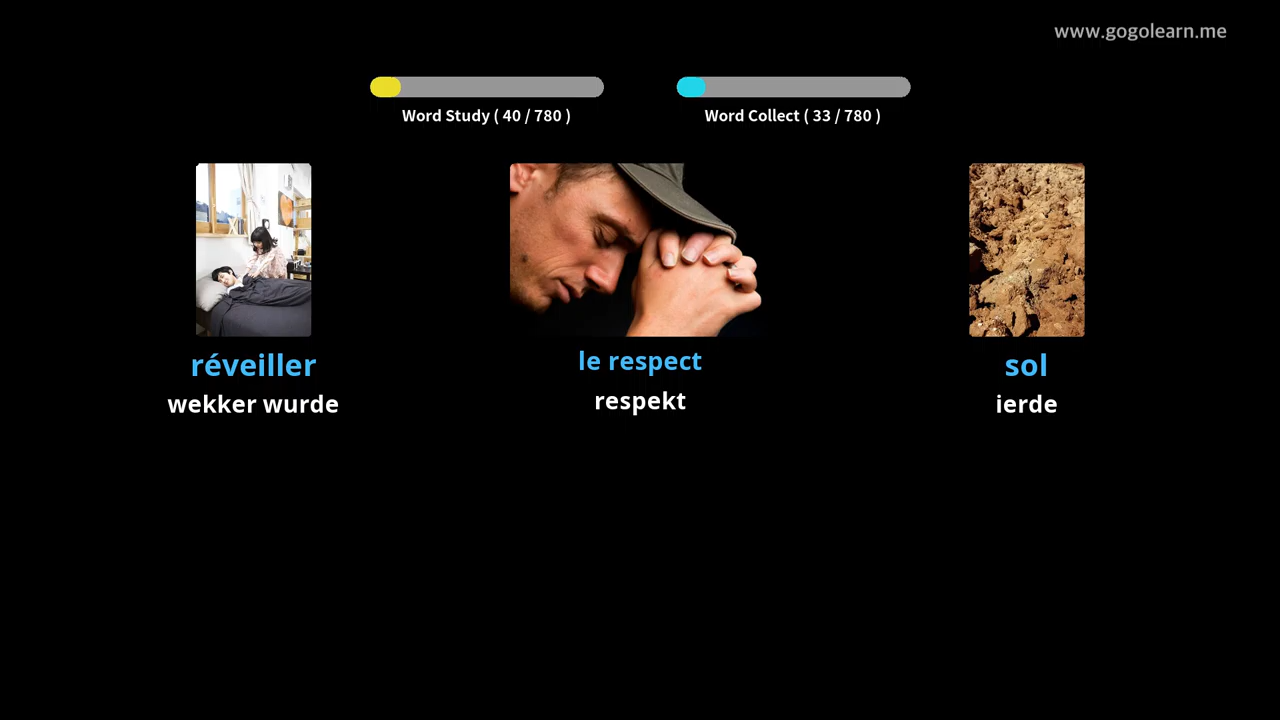 www.gogolearn.me
Word Study ( 40 / 780 )
Word Collect ( 33 / 780 )
réveiller
wekker wurde
le respect
respekt
sol
ierde